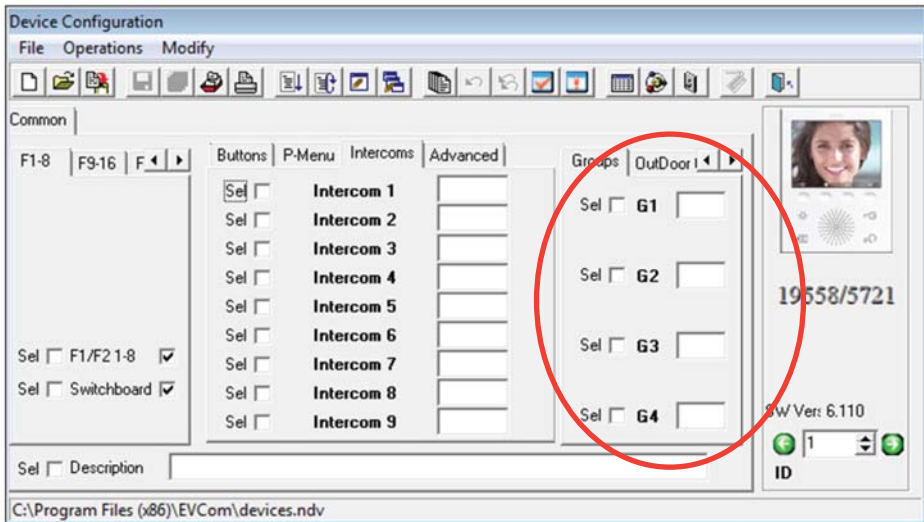 Device Configuration
File Operations Modify
Common
F1-8 F9-16 F
Buttons P-Menu Intercoms Advanced
Groups OutDoor
Sel Intercom 1
Sel Intercom 2
Sel Intercom 3
Sel Intercom 4
Sel Intercom 5
Sel Intercom 6
Sel Intercom 7
Sel Intercom 8
Sel Intercom 9
Sel F1/F2 1-8
Sel Switchboard
Sel G1
Sel G2
Sel G3
Sel G4
19558/5721
SW Ver: 6.110
1
ID
Sel Description
C:\Program Files (x86)\EVCom\devices.ndv